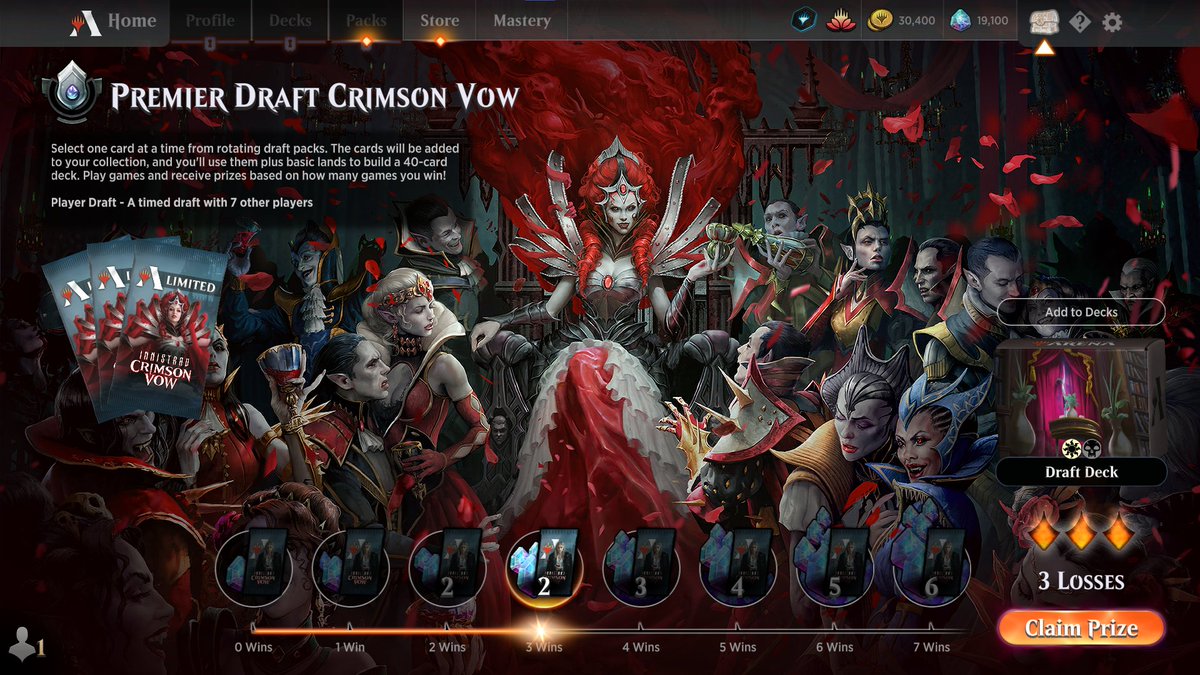 Home Profile Decks Packs Store Mastery 30,400 19,100
PREMIER DRAFT CRIMSON VOW
Select one card at a time from rotating draft packs. The cards will be added
to your collection, and you'll use them plus basic lands to build a 40-card
deck. Play games and receive prizes based on how many games you win!
Player Draft - A timed draft with 7 other players
LIMITED
INNISTRAD
CRIMSON
VOW
Add to Decks
Draft Deck
3 LOSSES
Claim Prize
2 2 3 4 5 6
0 Wins 1 Win 2 Wins 3 Wins 4 Wins 5 Wins 6 Wins 7 Wins
1